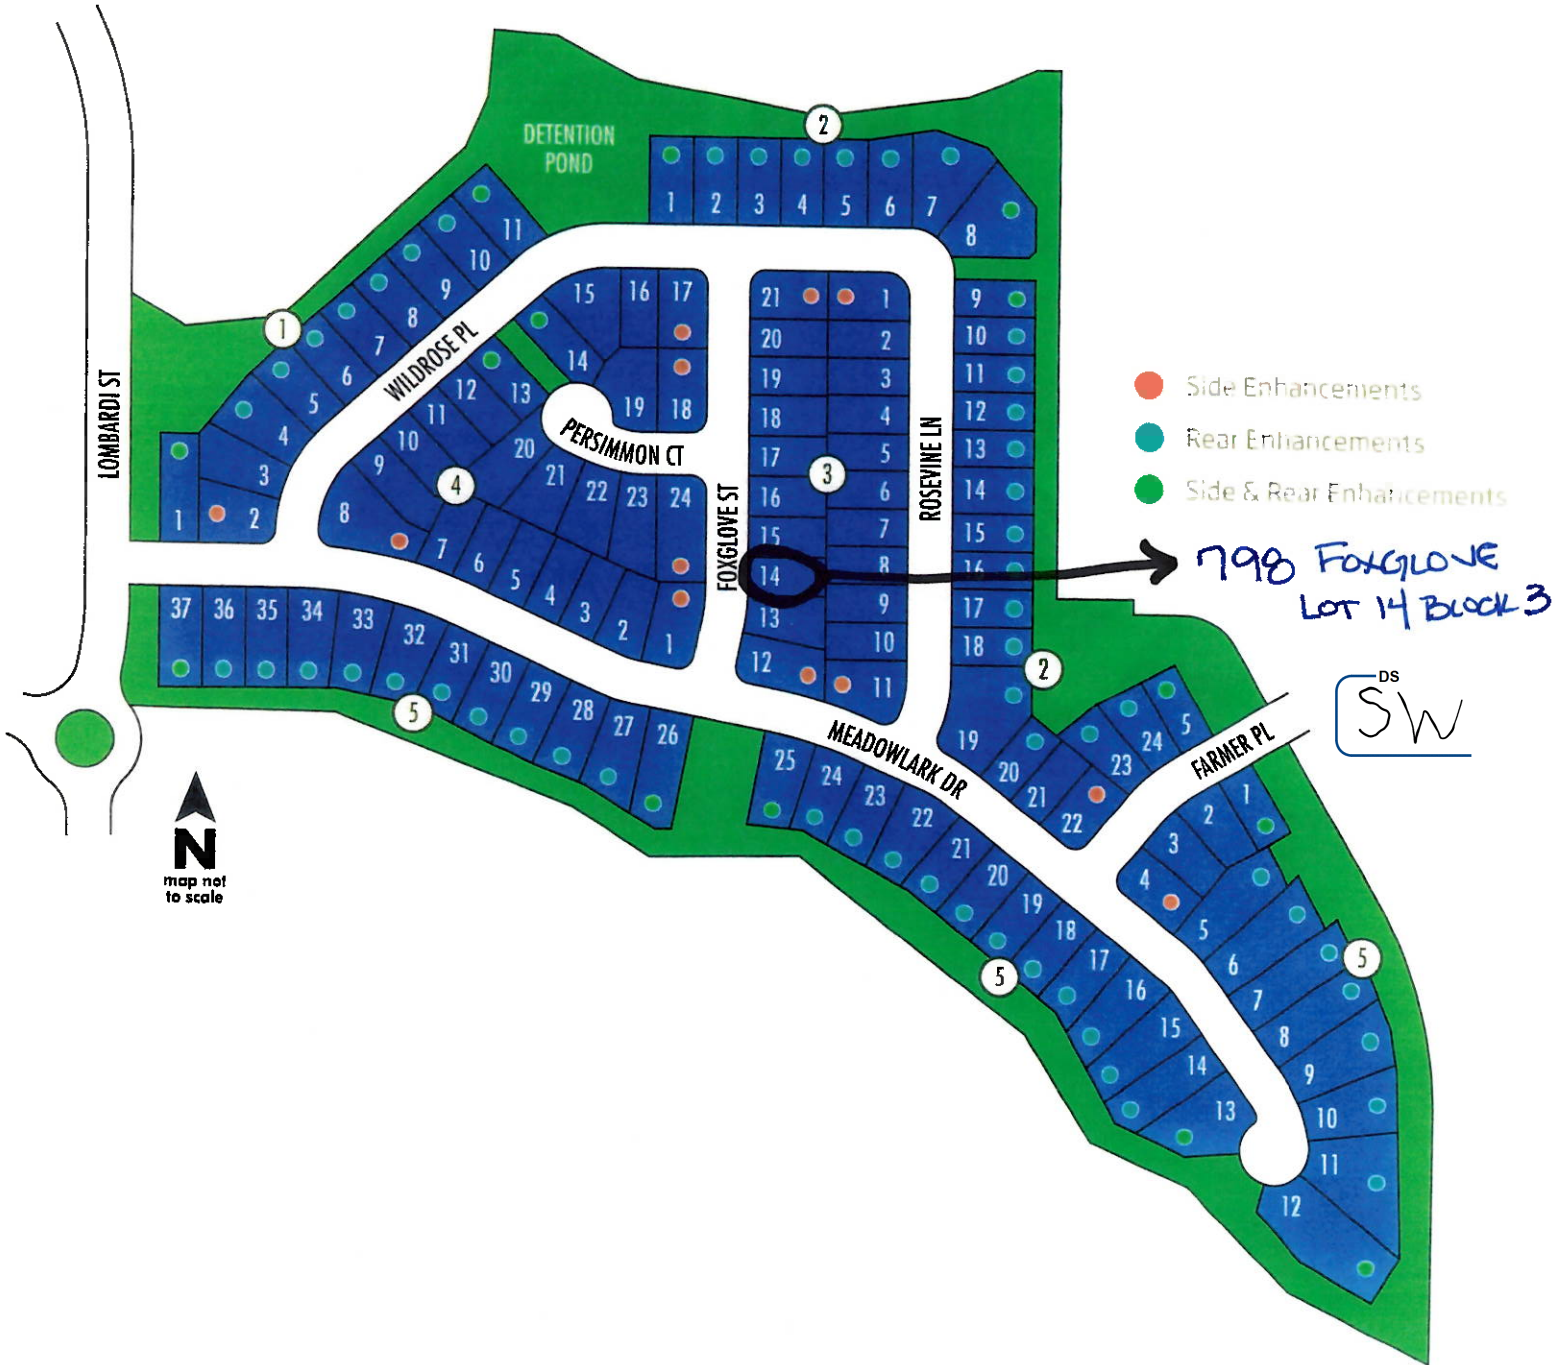 DETENTION
POND
2
1 2 3 4 5 6 7 8
11
10
9
8
7
6
5
4
3
2
1
1
WILDROSE PL
LOMBARDI ST
15 16 17
14
13
12
11
10
9
8
19 18
PERSIMMON CT
20 21 22 23 24
4
7 6 5 4 3 2 1
FOXGLOVE ST
21 1
20 2
19 3
18 4
17 5
3
16 6
15 7
14 8
13 9
10
12 11
ROSEVINE LN
9
10
11
12
13
14
15
16
17
18
2
19
20
21
22
23
24
5
Side Enhancements
Rear Enhancements
Side & Rear Enhancements
798 FOXGLOVE
LOT 14 BLOCK 3
DS
SW
FARMER PL
MEADOWLARK DR
37 36 35 34 33 32 31 30 29 28 27 26
5
25 24 23 22 21 20 19 18 17 16 15 14 13
5
1
2
3
4
5
6
7
8
9
10
11
12
5
N
map not
to scale